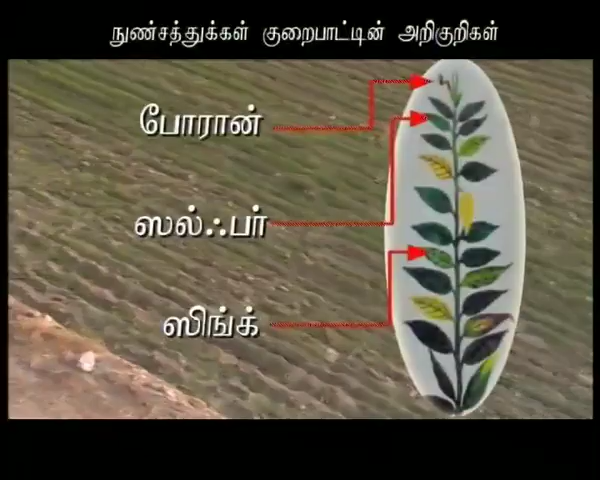 நுண்சத்துக்கள் குறைபாட்டின் அறிகுறிகள்
போரான்
ஸல்ஃபர்
ஸிங்க்